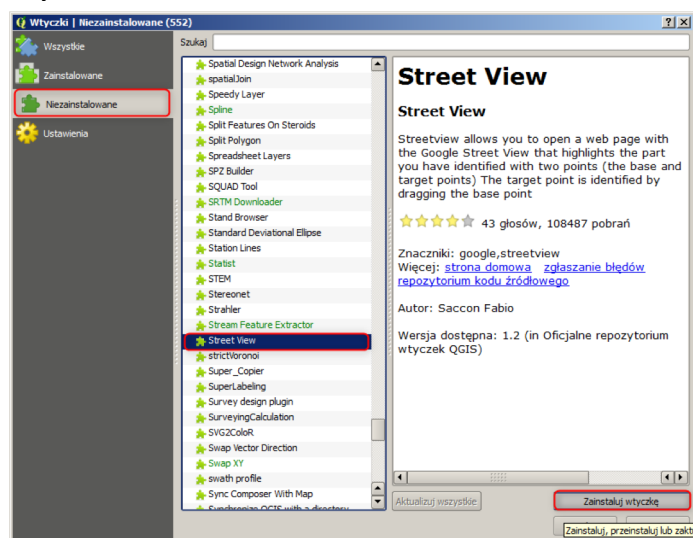 Wtyczki | Niezainstalowane (552)
Wszystkie
Zainstalowane
Niezainstalowane
Ustawienia
Szukaj
Spatial Design Network Analysis
spatialJoin
Speedy Layer
Spline
Split Features On Steroids
Split Polygon
Spreadsheet Layers
SPZ Builder
SQUAD Tool
SRTM Downloader
Stand Browser
Standard Deviational Ellipse
Station Lines
Statist
STEM
Stereonet
Strahler
Stream Feature Extractor
Street View
strictVoronoi
Super_Copier
SuperLabeling
Survey design plugin
SurveyingCalculation
SVG2ColoR
Swap Vector Direction
Swap XY
swath profile
Sync Composer With Map
Synchronize QGIS with a directory
Street View
Street View
Streetview allows you to open a web page with
the Google Street View that highlights the part
you have identified with two points (the base and
target points) The target point is identified by
dragging the base point
43 głosów, 108487 pobrań
Znaczniki: google,streetview
Więcej: strona domowa zgłaszanie błędów
repozytorium kodu źródłowego
Autor: Saccon Fabio
Wersja dostępna: 1.2 (in Oficjalne repozytorium
wtyczek QGIS)
Aktualizuj wszystkie
Zainstaluj wtyczkę
Zainstaluj, przeinstaluj lub zakt